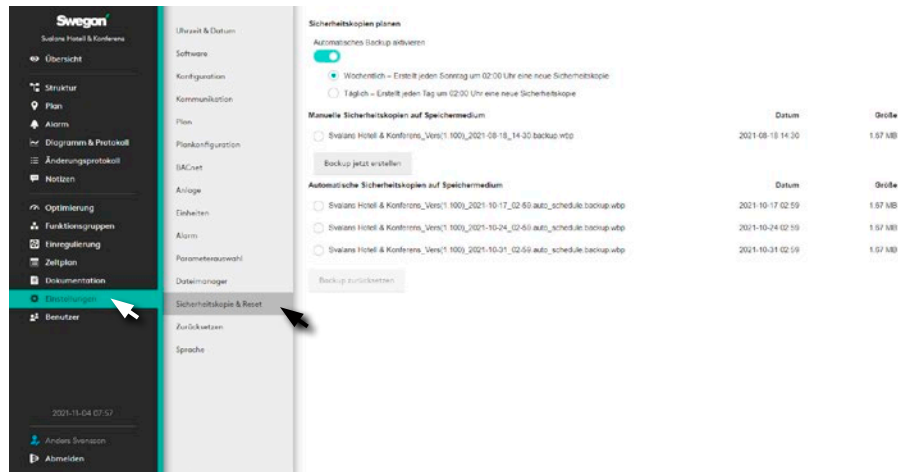 Swegon
Svalans Hotell & Konferens
Übersicht
Struktur
Plan
Alarm
Diagramm & Protokoll
Änderungsprotokoll
Notizen
Optimierung
Funktionsgruppen
Einregulierung
Zeitplan
Dokumentation
Einstellungen
Benutzer
2021-11-04 07:57
Anders Svensson
Abmelden
Uhrzeit & Datum
Software
Konfiguration
Kommunikation
Plan
Plankonfiguration
BACnet
Anlage
Einheiten
Alarm
Parameterauswahl
Dateimanager
Sicherheitskopie & Reset
Zurücksetzen
Sprache
Sicherheitskopien planen
Automatisches Backup aktivieren
Wöchentlich – Erstellt jeden Sonntag um 02:00 Uhr eine neue Sicherheitskopie
Täglich – Erstellt jeden Tag um 02:00 Uhr eine neue Sicherheitskopie
Manuelle Sicherheitskopien auf Speichermedium Datum Größe
Svalans Hotell & Konferens_Vers(1.100)_2021-08-18_14-30.backup.wbp 2021-08-18 14:30 1.67 MB
Backup jetzt erstellen
Automatische Sicherheitskopien auf Speichermedium Datum Größe
Svalans Hotell & Konferens_Vers(1.100)_2021-10-17_02-59.auto_schedule.backup.wbp 2021-10-17 02:59 1.67 MB
Svalans Hotell & Konferens_Vers(1.100)_2021-10-24_02-59.auto_schedule.backup.wbp 2021-10-24 02:59 1.67 MB
Svalans Hotell & Konferens_Vers(1.100)_2021-10-31_02-59.auto_schedule.backup.wbp 2021-10-31 02:59 1.67 MB
Backup zurücksetzen